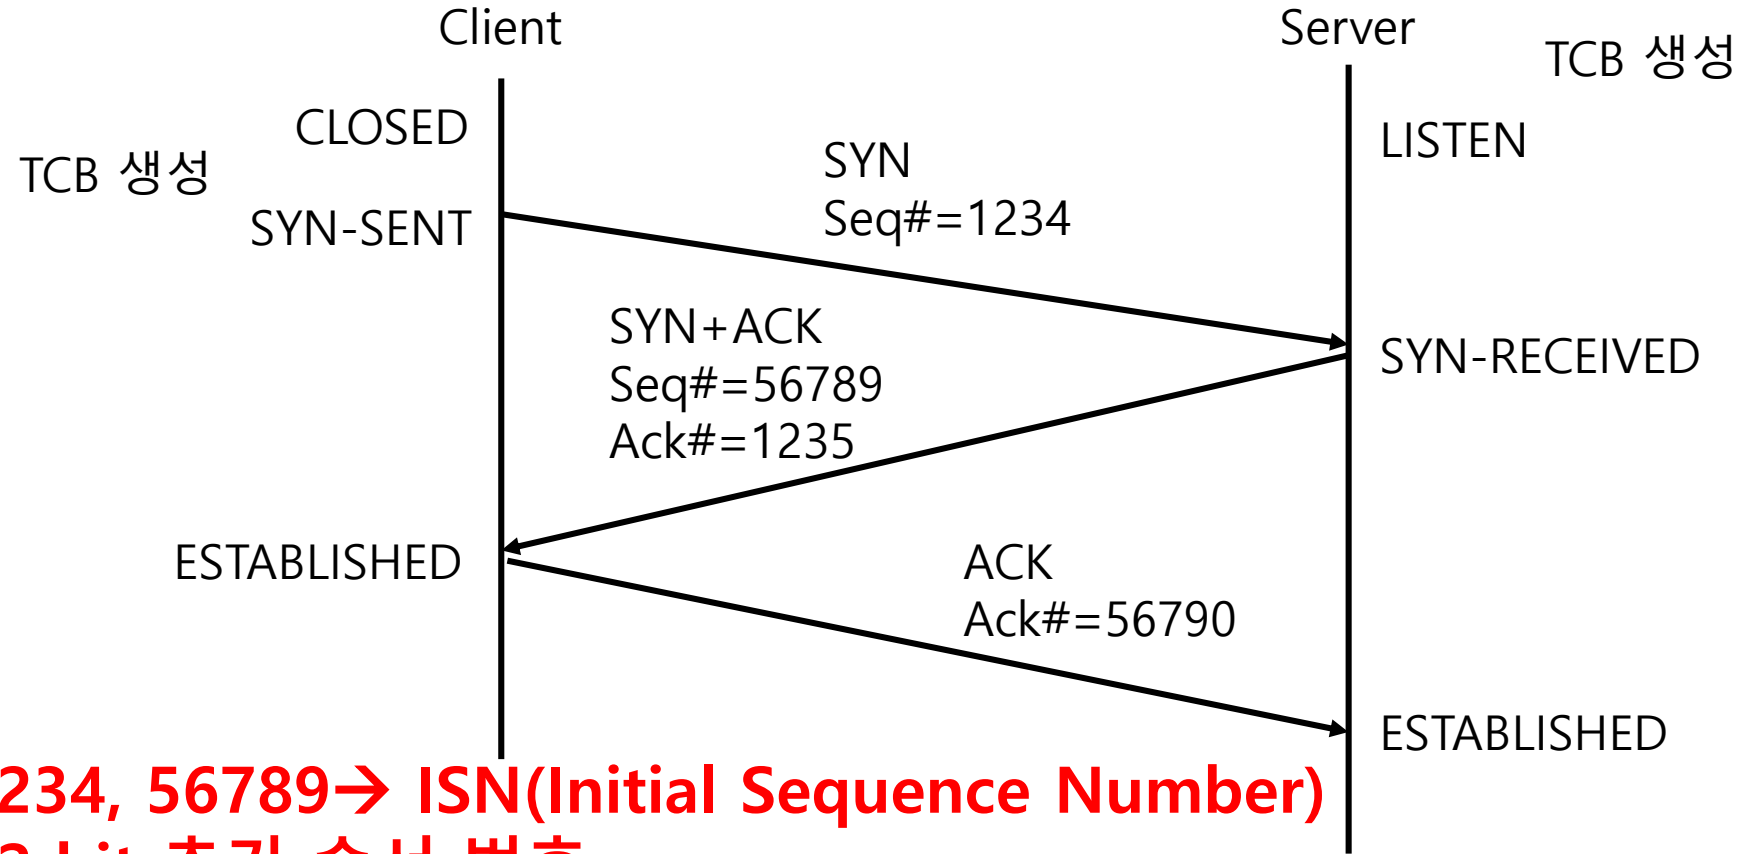 Client
Server
TCB 생성
CLOSED
LISTEN
TCB 생성
SYN
Seq#=1234
SYN-SENT
SYN+ACK
Seq#=56789
Ack#=1235
SYN-RECEIVED
ESTABLISHED
ACK
Ack#=56790
ESTABLISHED
234, 56789→ ISN(Initial Sequence Number)